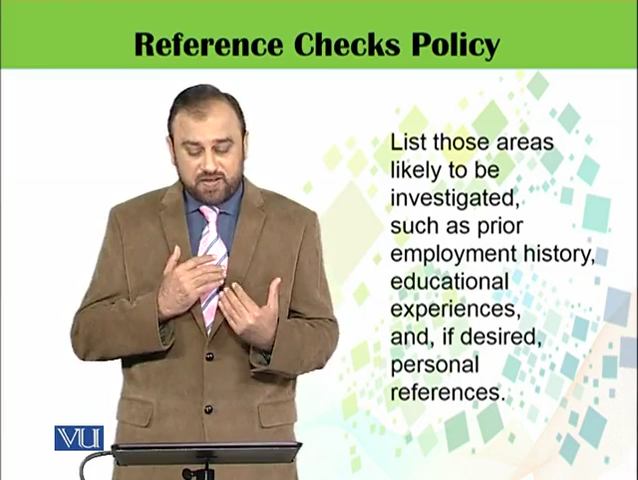 Reference Checks Policy
List those areas
likely to be
investigated,
such as prior
employment history,
educational
experiences,
and, if desired,
personal
references.
VU